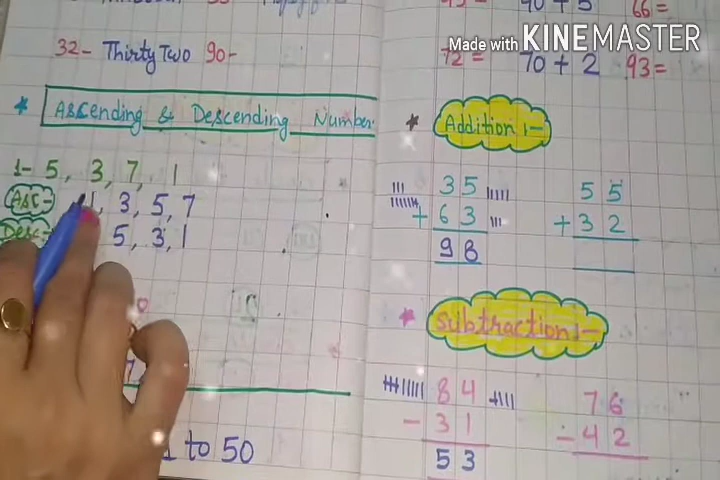 32- Thirty Two 90-
* Ascending & Descending Number.
1- 5, 3, 7, 1
Asc= 1, 3, 5, 7
Desc= 5, 3, 1
1 to 50
66=
Made with KINEMASTER
72= 70+2 93=
* Addition:-
35
+63
98
55
+32
* Subtraction:-
84
-31
53
76
-42